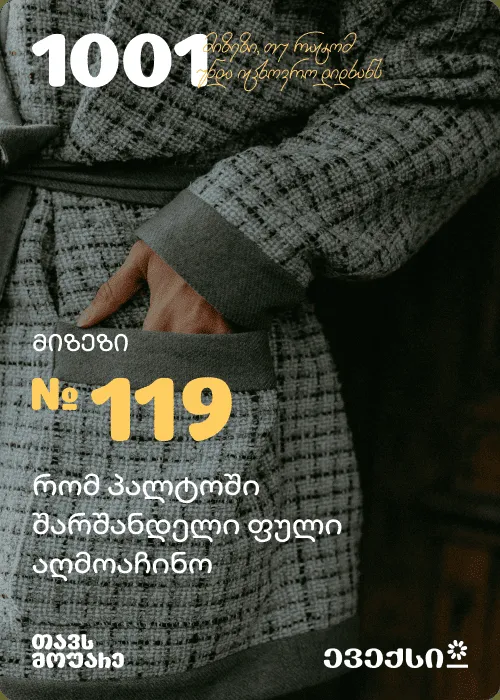 1001
მიზეზი, თუ რატომ
უნდა იცხოვრო დიდხანს
მიზეზი
№ 119
რომ პალტოში
შარშანდელი ფული
აღმოაჩინო
თავს
მოუარე
ევექსი